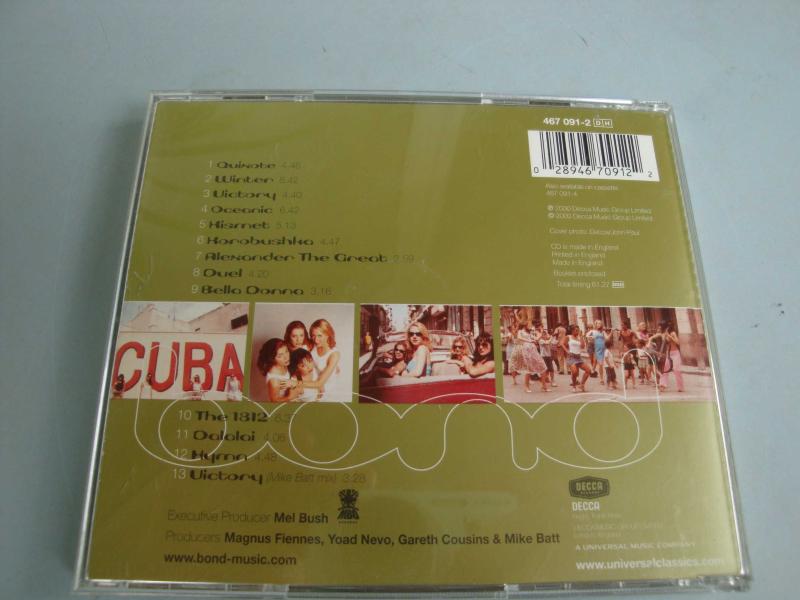 467 091-2 DH
0 28946 70912 2
Also available on cassette
467 091-4
1 Quixote 4.46
2 Winter 6.42
3 Victory 4.40
4 Oceanic 6.42
5 Kismet 5.13
6 Korobushka 4.47
7 Alexander The Great 2.59
8 Duel 4.20
9 Bella Donna 3.16
℗ 2000 Decca Music Group Limited
© 2000 Decca Music Group Limited
Cover photo: Decca/John Paul
CD is made in England
Printed in England
Made in England
Booklet enclosed
Total timing 61.27 DDD
CUBA
bond
10 The 1812
11 Dalalai 4.06
12 Hymn 4.48
13 Victory (Mike Batt mix) 3.28
Executive Producer Mel Bush
MBO
Producers Magnus Fiennes, Yoad Nevo, Gareth Cousins & Mike Batt
www.bond-music.com
DECCA
DECCA
A UNIVERSAL MUSIC COMPANY
www.universalclassics.com